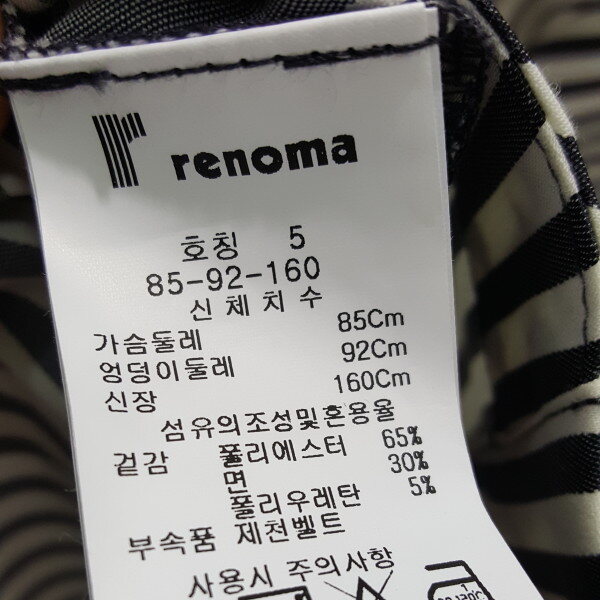 renoma
호칭 5
85-92-160
신체치수
가슴둘레 85Cm
엉덩이둘레 92Cm
신장 160Cm
섬유의조성및혼용율
겉감 폴리에스터 65%
면 30%
폴리우레탄 5%
부속품 제천벨트
사용시 주의사항